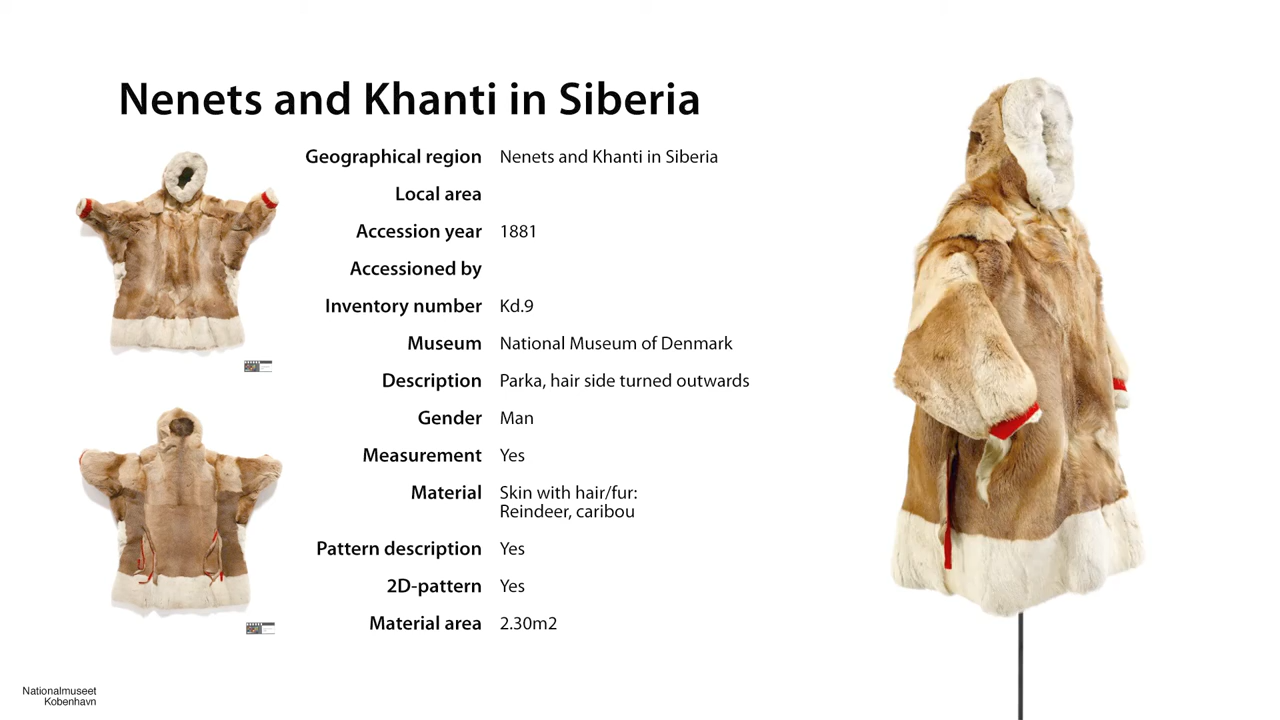 Nenets and Khanti in Siberia
Geographical region Nenets and Khanti in Siberia
Local area
Accession year 1881
Accessioned by
Inventory number Kd.9
Museum National Museum of Denmark
Description Parka, hair side turned outwards
Gender Man
Measurement Yes
Material Skin with hair/fur:
Reindeer, caribou
Pattern description Yes
2D-pattern Yes
Material area 2.30m2
Nationalmuseet
Kobenhavn